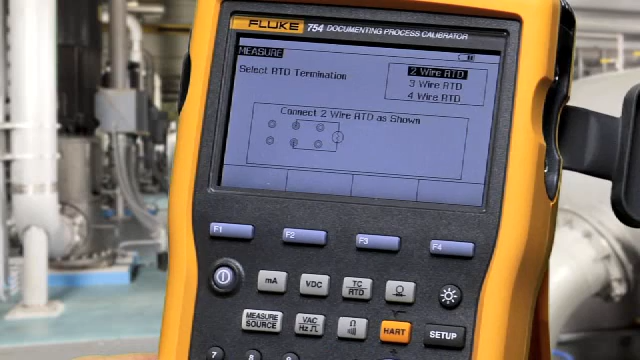 FLUKE 754 DOCUMENTING PROCESS CALIBRATOR
MEASURE
Select RTD Termination
2 Wire RTD
3 Wire RTD
4 Wire RTD
Connect 2 Wire RTD as Shown
F1 F2 F3 F4
mA VDC TC RTD
MEASURE SOURCE VAC Hz Ω HART SETUP
7 8 9